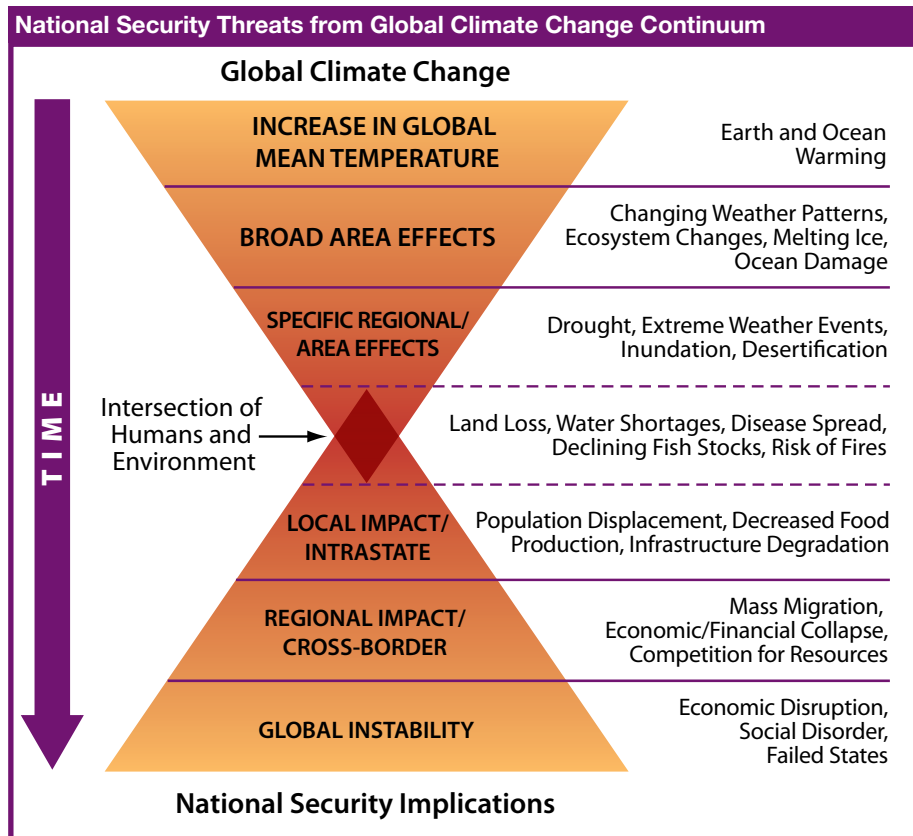 National Security Threats from Global Climate Change Continuum
Global Climate Change
TIME
INCREASE IN GLOBAL
MEAN TEMPERATURE
Earth and Ocean
Warming
BROAD AREA EFFECTS
Changing Weather Patterns,
Ecosystem Changes, Melting Ice,
Ocean Damage
SPECIFIC REGIONAL/
AREA EFFECTS
Drought, Extreme Weather Events,
Inundation, Desertification
Intersection of
Humans and
Environment
Land Loss, Water Shortages, Disease Spread,
Declining Fish Stocks, Risk of Fires
LOCAL IMPACT/
INTRASTATE
Population Displacement, Decreased Food
Production, Infrastructure Degradation
REGIONAL IMPACT/
CROSS-BORDER
Mass Migration,
Economic/Financial Collapse,
Competition for Resources
GLOBAL INSTABILITY
Economic Disruption,
Social Disorder,
Failed States
National Security Implications